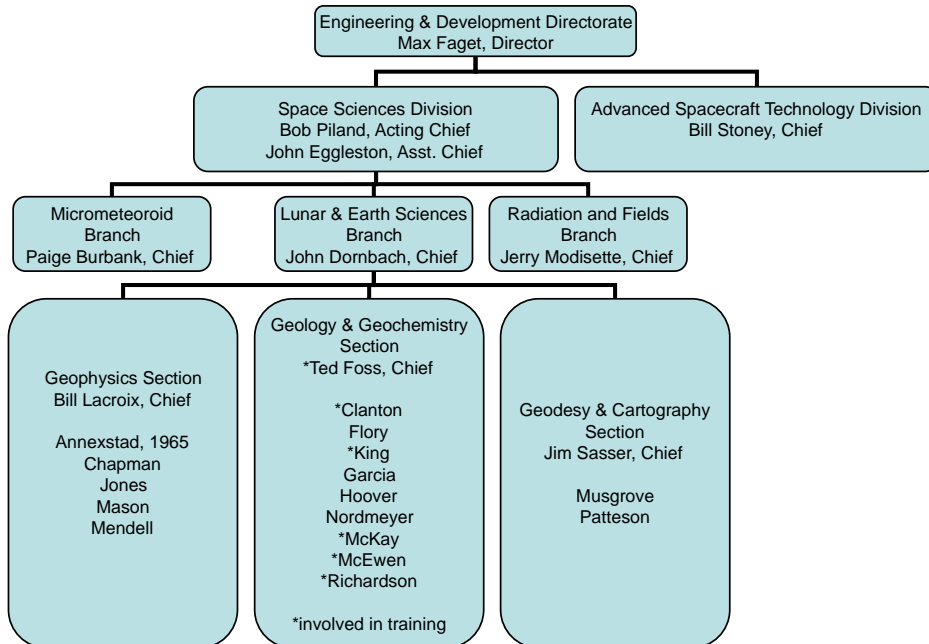 Engineering & Development Directorate
Max Faget, Director
Space Sciences Division
Bob Piland, Acting Chief
John Eggleston, Asst. Chief
Advanced Spacecraft Technology Division
Bill Stoney, Chief
Micrometeoroid
Branch
Paige Burbank, Chief
Lunar & Earth Sciences
Branch
John Dornbach, Chief
Radiation and Fields
Branch
Jerry Modisette, Chief
Geophysics Section
Bill Lacroix, Chief
Annexstad, 1965
Chapman
Jones
Mason
Mendell
Geology & Geochemistry
Section
*Ted Foss, Chief
*Clanton
Flory
*King
Garcia
Hoover
Nordmeyer
*McKay
*McEwen
*Richardson
*involved in training
Geodesy & Cartography
Section
Jim Sasser, Chief
Musgrove
Patteson